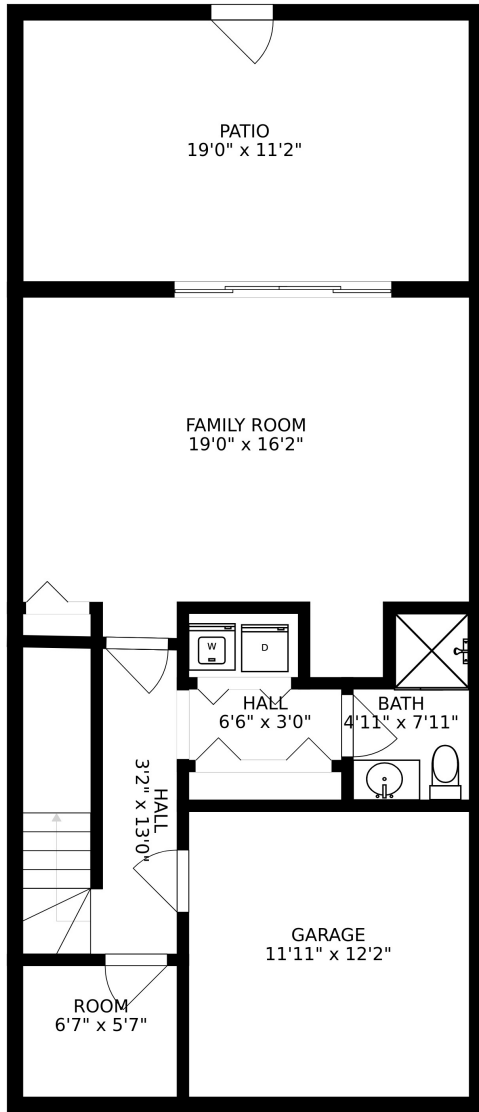 PATIO
19'0" x 11'2"
FAMILY ROOM
19'0" x 16'2"
W
D
HALL
6'6" x 3'0"
BATH
4'11" x 7'11"
HALL
3'2" x 13'0"
GARAGE
11'11" x 12'2"
ROOM
6'7" x 5'7"